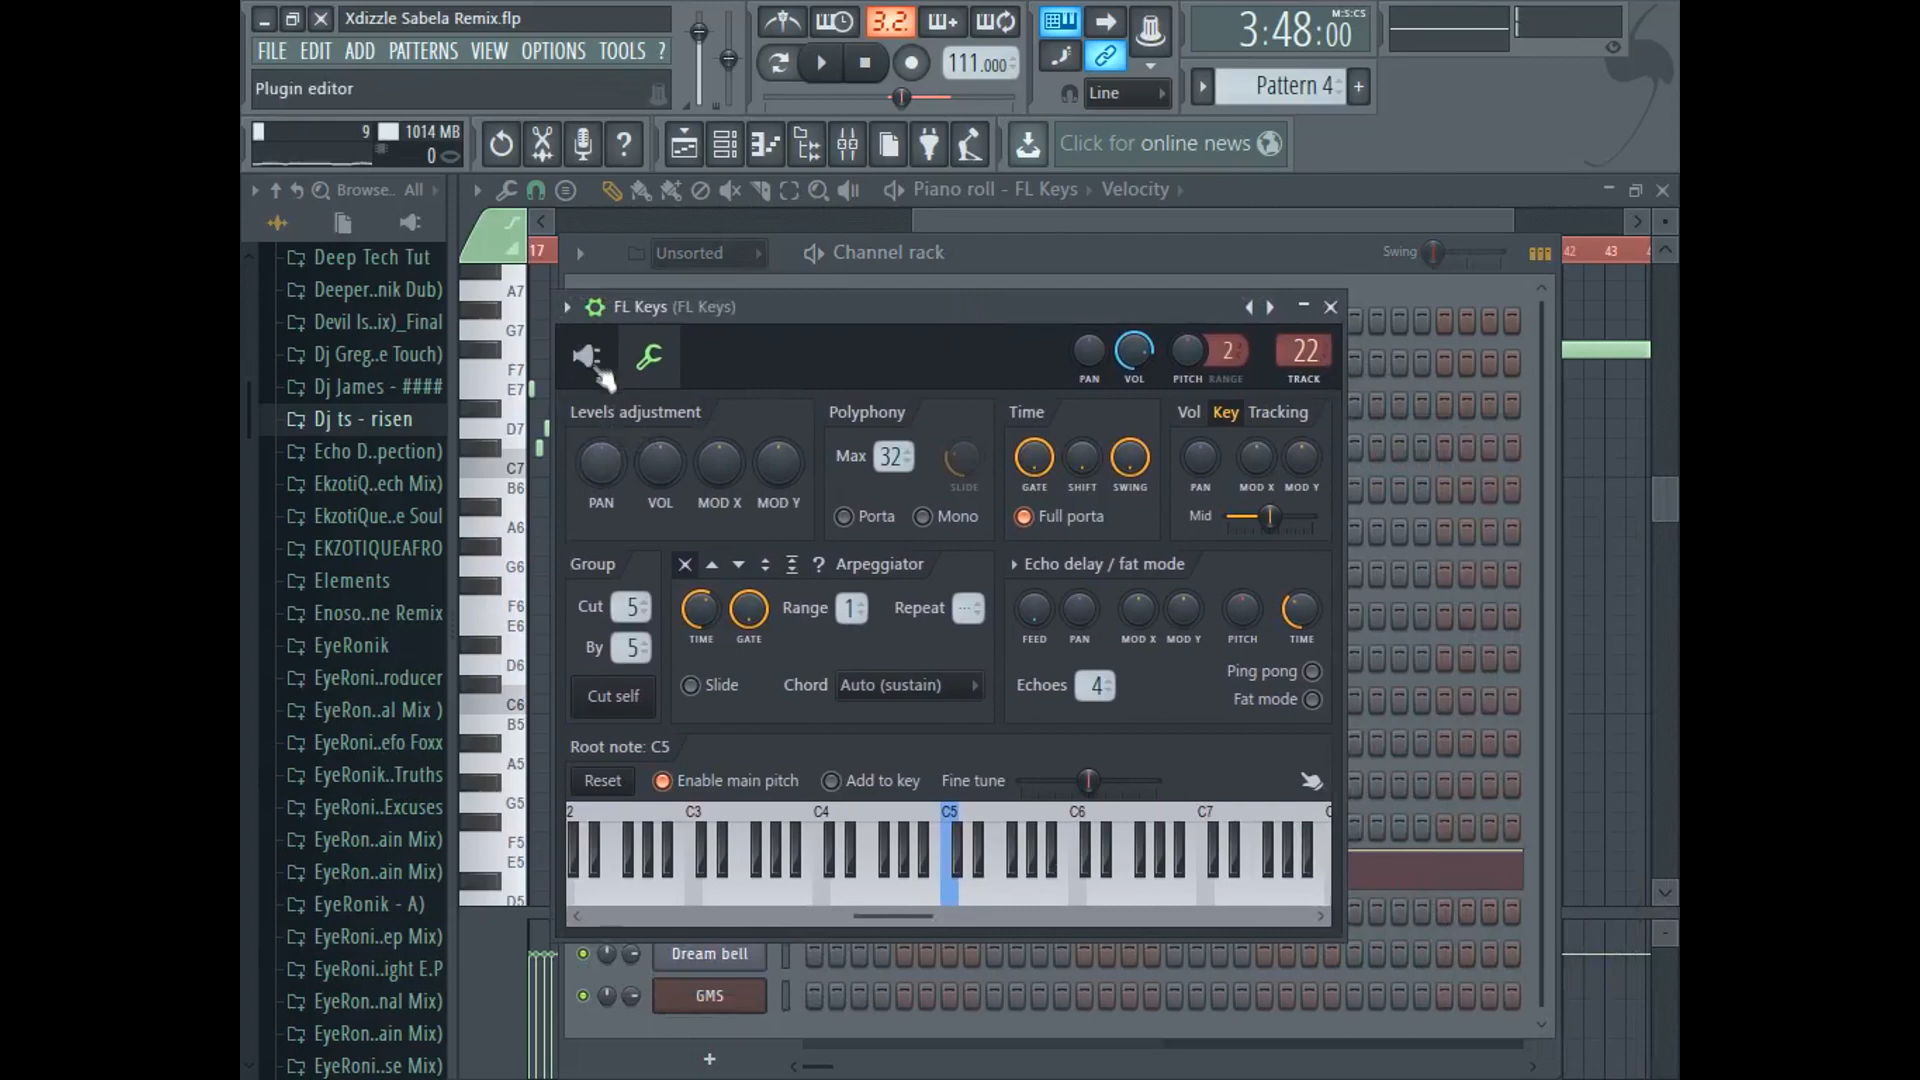 Xdizzle Sabela Remix.flp
FILE EDIT ADD PATTERNS VIEW OPTIONS TOOLS ?
Plugin editor
3.2.
111.000
Line
3:48:00
M:S:CS
Pattern 4
+
9
1014 MB
0
Click for online news
Browse.. All
Piano roll - FL Keys Velocity
Deep Tech Tut
Deeper..nik Dub)
Devil Is..ix)_Final
Dj Greg..e Touch)
Dj James - ####
Dj ts - risen
Echo D..pection)
EkzotiQ..ech Mix)
EkzotiQue..e Soul
EKZOTIQUEAFRO
Elements
Enoso..ne Remix
EyeRonik
EyeRoni..roducer
EyeRon..al Mix )
EyeRoni..efo Foxx
EyeRonik..Truths
EyeRoni..Excuses
EyeRon..ain Mix)
EyeRon..ain Mix)
EyeRonik - A)
EyeRon..ep Mix)
EyeRoni..ight E.P
EyeRon..nal Mix)
EyeRon..ain Mix)
EyeRoni..se Mix)
17
42 43
A7
G7
F7
E7
D7
C7
B6
A6
G6
F6
E6
D6
C6
B5
A5
G5
F5
E5
D5
Unsorted
Channel rack
Swing
FL Keys (FL Keys)
2
22
PAN VOL PITCH RANGE TRACK
Levels adjustment
PAN VOL MOD X MOD Y
Polyphony
Max 32
SLIDE
Porta Mono
Time
GATE SHIFT SWING
Full porta
Vol Key Tracking
PAN MOD X MOD Y
Mid
Group
Cut 5
By 5
Cut self
? Arpeggiator
TIME GATE
Range 1 Repeat ...
Slide
Chord Auto (sustain)
Echo delay / fat mode
FEED PAN MOD X MOD Y PITCH TIME
Echoes 4
Ping pong
Fat mode
Root note: C5
Reset Enable main pitch Add to key Fine tune
2 C3 C4 C5 C6 C7 C
Dream bell
GMS
+